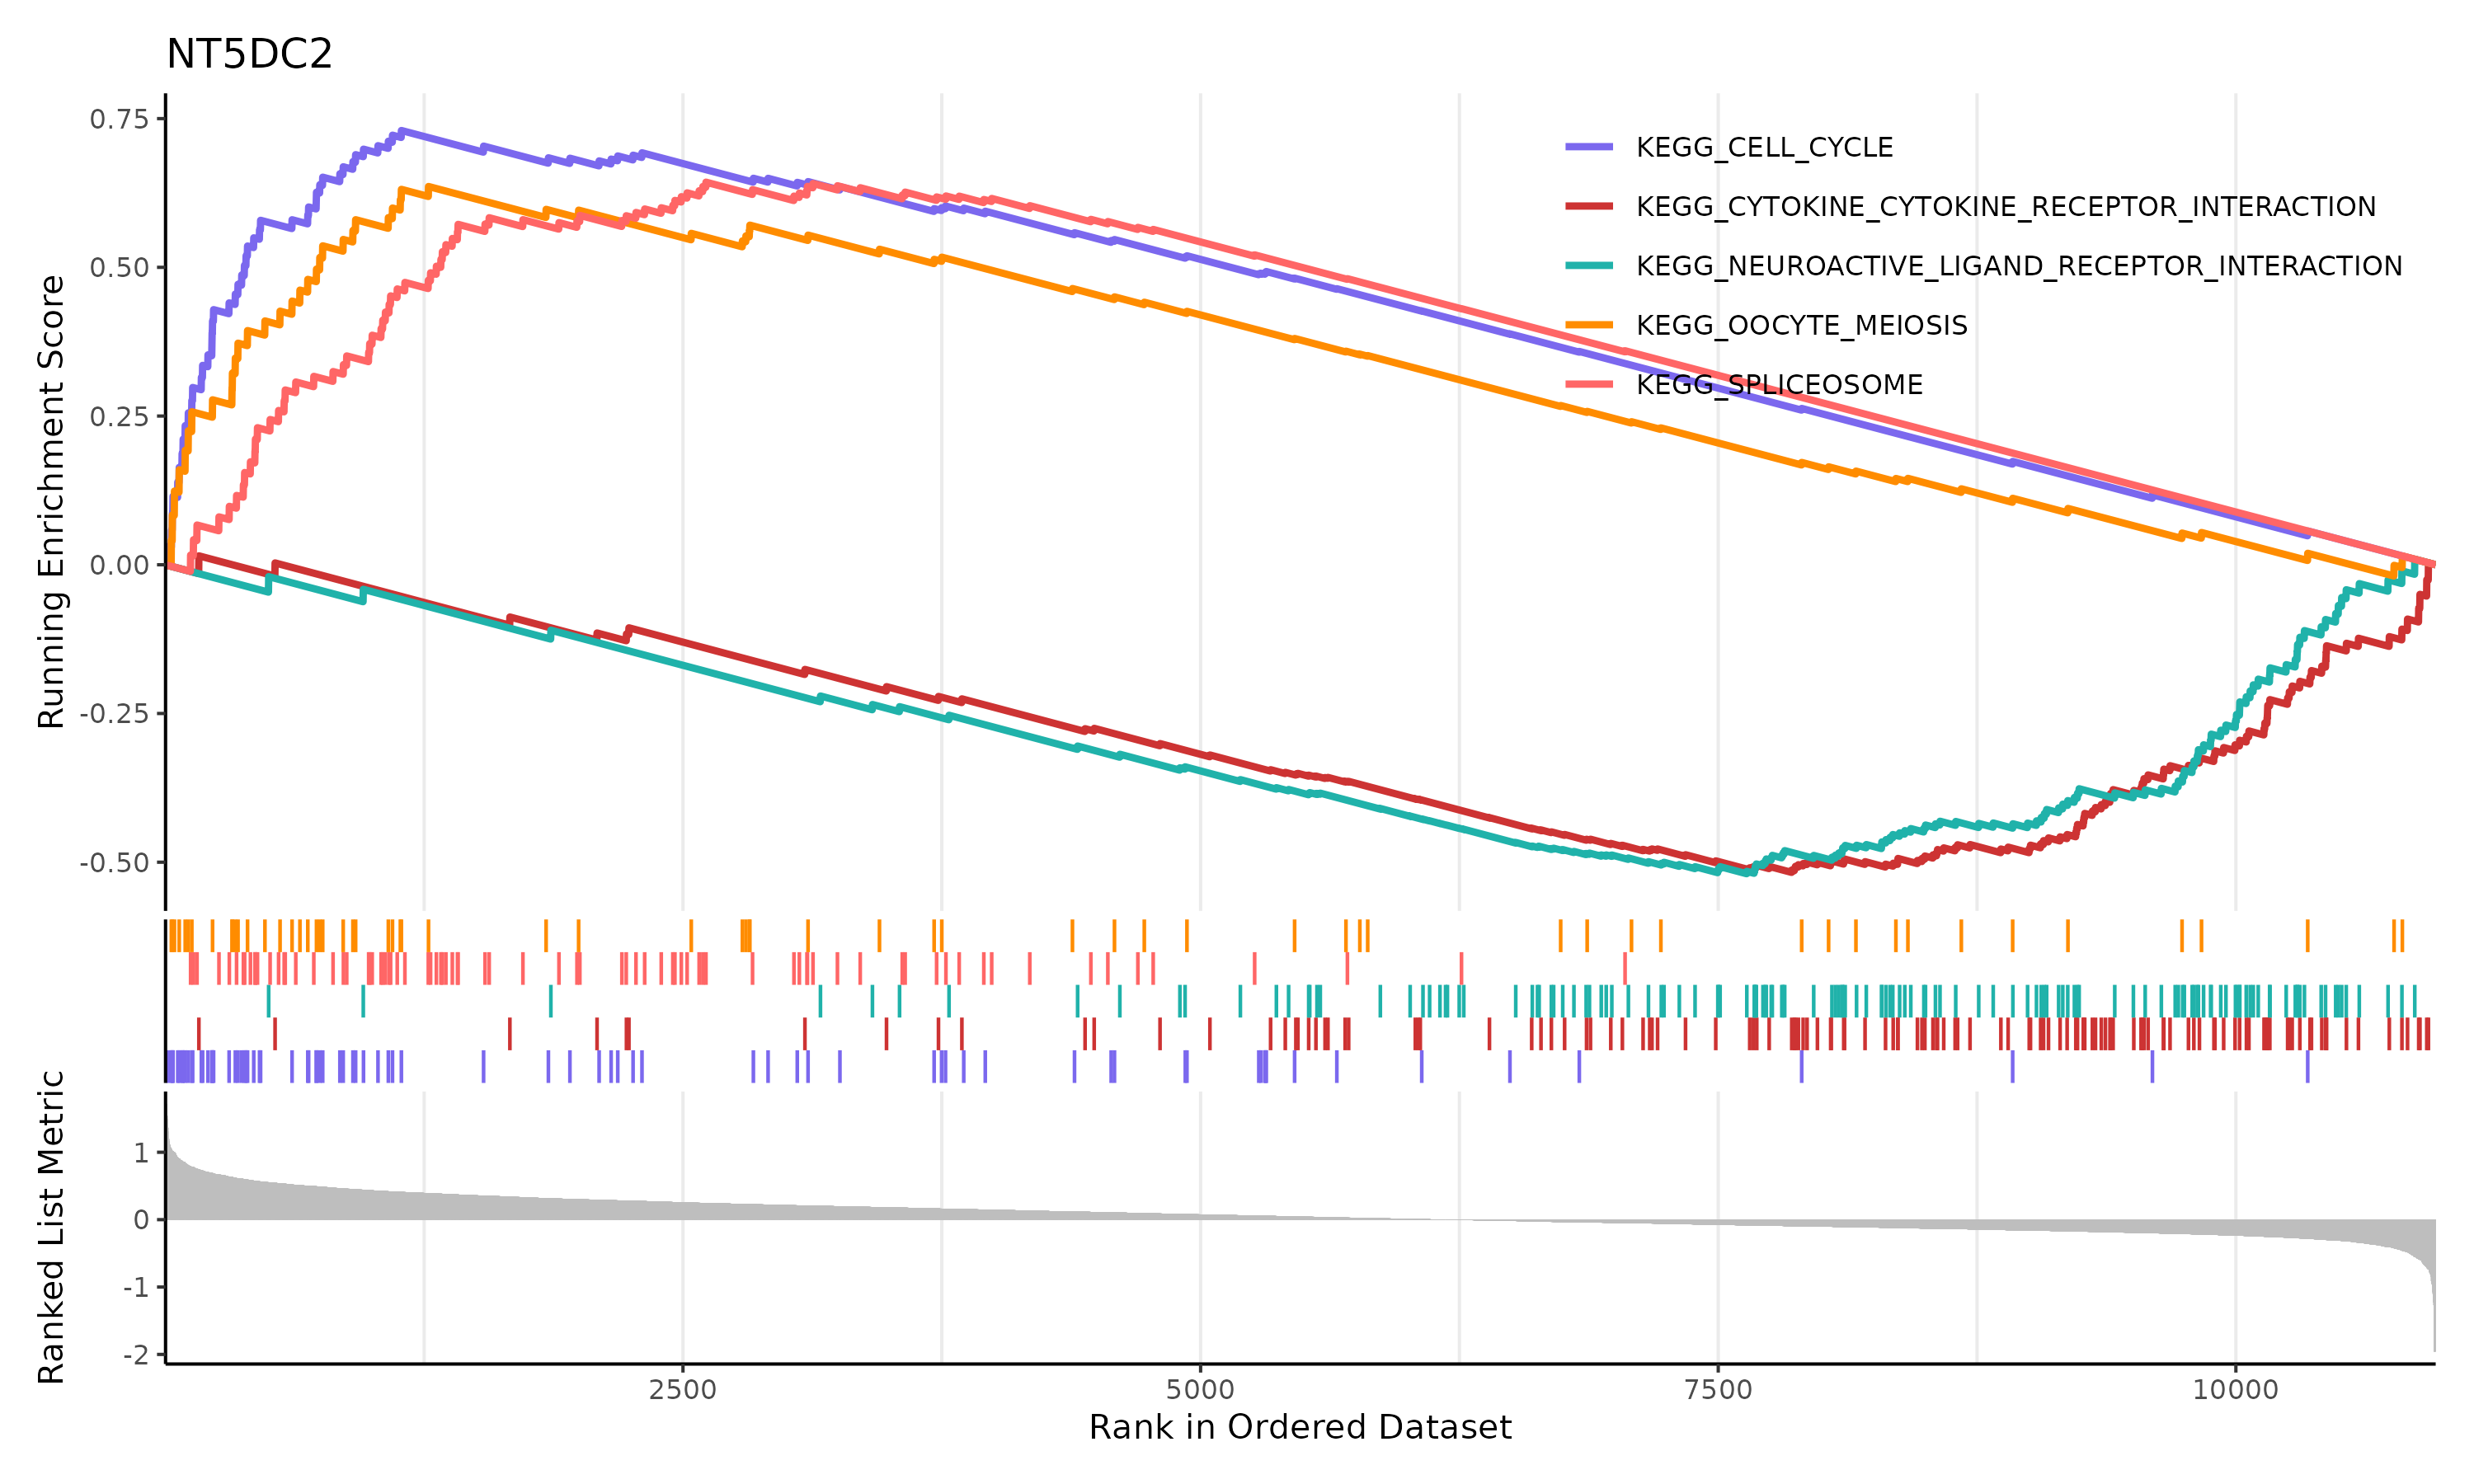 NT5DC2
Running Enrichment Score
0.75
0.50
0.25
0.00
-0.25
-0.50
KEGG_CELL_CYCLE
KEGG_CYTOKINE_CYTOKINE_RECEPTOR_INTERACTION
KEGG_NEUROACTIVE_LIGAND_RECEPTOR_INTERACTION
KEGG_OOCYTE_MEIOSIS
KEGG_SPLICEOSOME
Ranked List Metric
1
0
-1
-2
2500 5000 7500 10000
Rank in Ordered Dataset